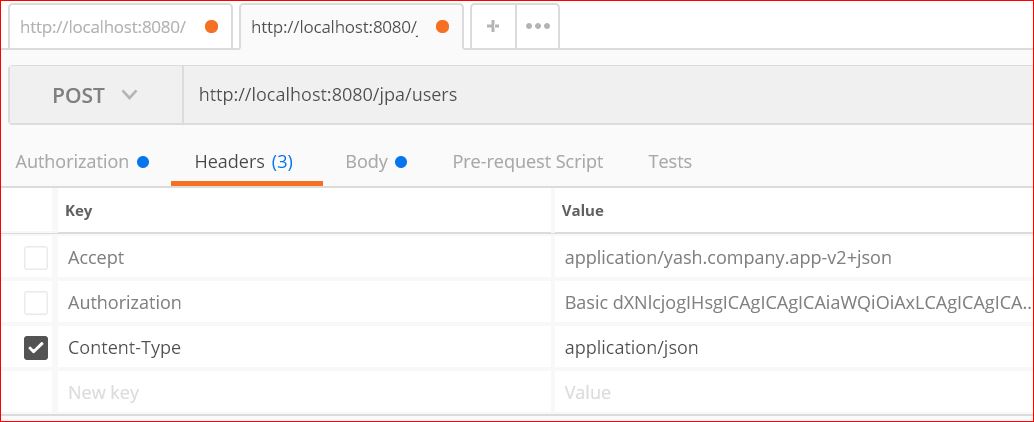 http://localhost:8080/ http://localhost:8080/j
POST http://localhost:8080/jpa/users
Authorization Headers (3) Body Pre-request Script Tests
Key Value
Accept application/yash.company.app-v2+json
Authorization Basic dXNlcjogIHsgICAgICAgICAiaWQiOiAxLCAgICAgICA...
Content-Type application/json
New key Value